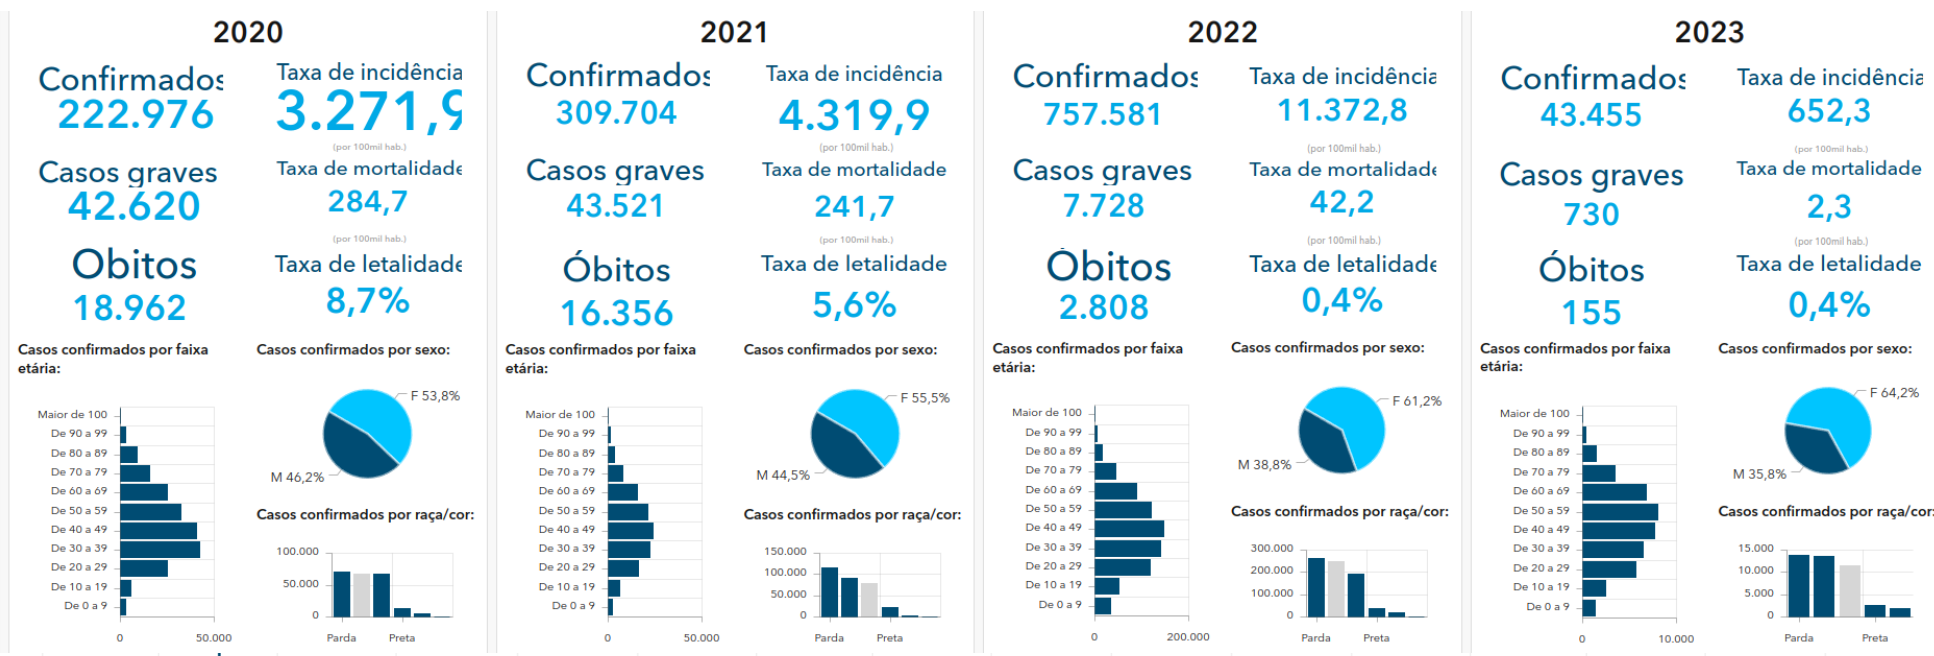 2020
Confirmados
222.976
Taxa de incidência
3.271,9
(por 100mil hab.)
Casos graves
42.620
Taxa de mortalidade
284,7
(por 100mil hab.)
Obitos
18.962
Taxa de letalidade
8,7%
Casos confirmados por faixa
etária:
Maior de 100
De 90 a 99
De 80 a 89
De 70 a 79
De 60 a 69
De 50 a 59
De 40 a 49
De 30 a 39
De 20 a 29
De 10 a 19
De 0 a 9
0
50.000
Casos confirmados por sexo:
F 53,8%
M 46,2%
Casos confirmados por raça/cor:
100.000
50.000
0
Parda
Preta
2021
Confirmados
309.704
Taxa de incidência
4.319,9
(por 100mil hab.)
Casos graves
43.521
Taxa de mortalidade
241,7
(por 100mil hab.)
Óbitos
16.356
Taxa de letalidade
5,6%
Casos confirmados por faixa
etária:
Maior de 100
De 90 a 99
De 80 a 89
De 70 a 79
De 60 a 69
De 50 a 59
De 40 a 49
De 30 a 39
De 20 a 29
De 10 a 19
De 0 a 9
0
50.000
Casos confirmados por sexo:
F 55,5%
M 44,5%
Casos confirmados por raça/cor:
150.000
100.000
50.000
0
Parda
Preta
2022
Confirmados
757.581
Taxa de incidência
11.372,8
(por 100mil hab.)
Casos graves
7.728
Taxa de mortalidade
42,2
(por 100mil hab.)
Óbitos
2.808
Taxa de letalidade
0,4%
Casos confirmados por faixa
etária:
Maior de 100
De 90 a 99
De 80 a 89
De 70 a 79
De 60 a 69
De 50 a 59
De 40 a 49
De 30 a 39
De 20 a 29
De 10 a 19
De 0 a 9
0
200.000
Casos confirmados por sexo:
F 61,2%
M 38,8%
Casos confirmados por raça/cor:
300.000
200.000
100.000
0
Parda
Preta
2023
Confirmados
43.455
Taxa de incidência
652,3
(por 100mil hab.)
Casos graves
730
Taxa de mortalidade
2,3
(por 100mil hab.)
Óbitos
155
Taxa de letalidade
0,4%
Casos confirmados por faixa
etária:
Maior de 100
De 90 a 99
De 80 a 89
De 70 a 79
De 60 a 69
De 50 a 59
De 40 a 49
De 30 a 39
De 20 a 29
De 10 a 19
De 0 a 9
0
10.000
Casos confirmados por sexo:
F 64,2%
M 35,8%
Casos confirmados por raça/cor:
15.000
10.000
5.000
0
Parda
Preta